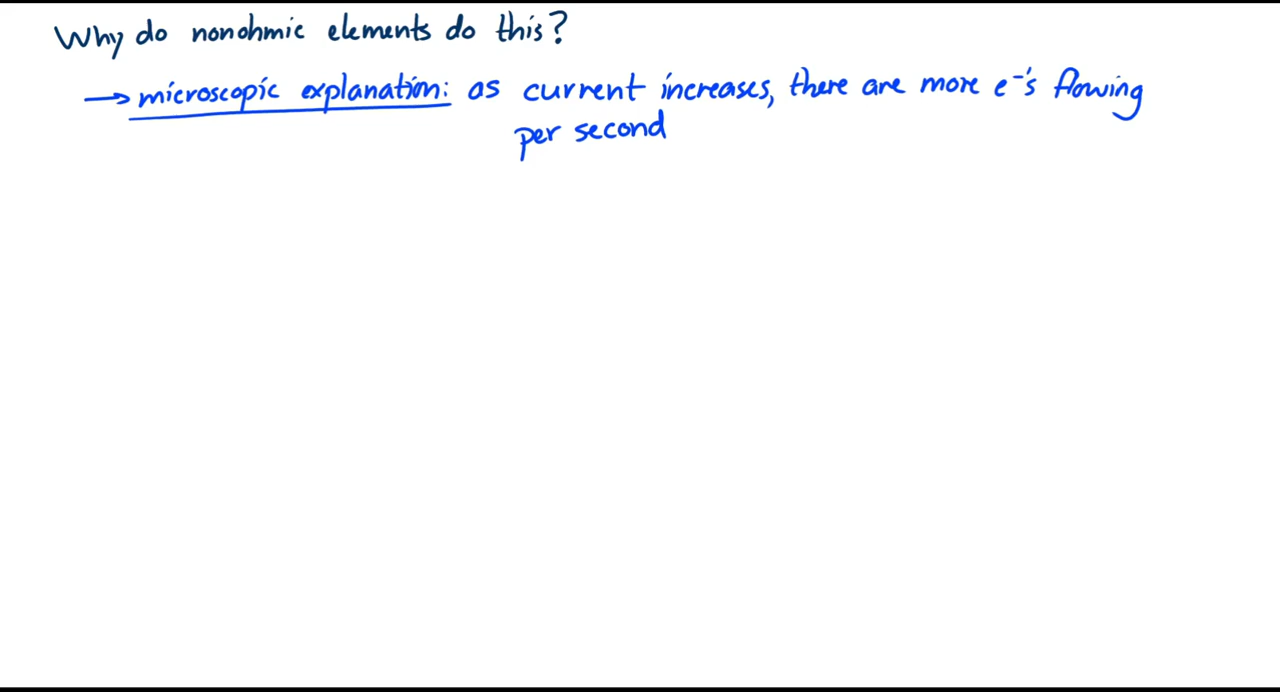 Why do nonohmic elements do this?
→ microscopic explanation: as current increases, there are more e⁻'s flowing
per second